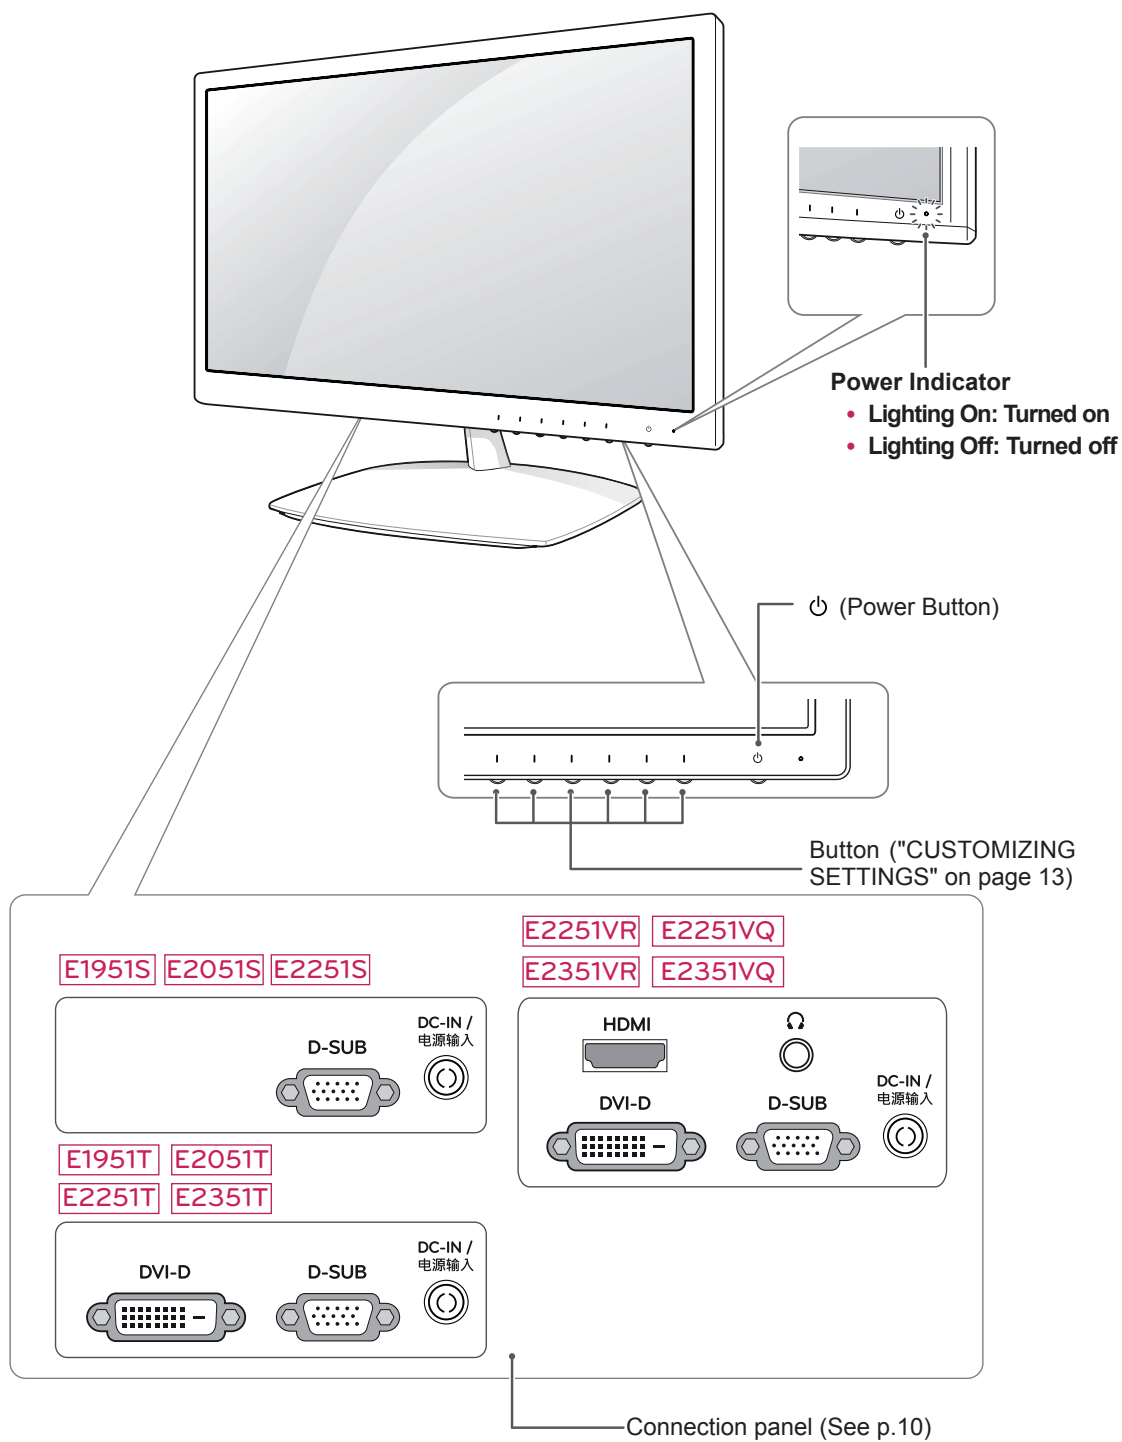 Power Indicator
• Lighting On: Turned on
• Lighting Off: Turned off
(Power Button)
Button ("CUSTOMIZING
SETTINGS" on page 13)
E1951S E2051S E2251S
D-SUB
DC-IN /
电源输入
E1951T E2051T
E2251T E2351T
DVI-D
D-SUB
DC-IN /
电源输入
E2251VR E2251VQ
E2351VR E2351VQ
HDMI
DVI-D
D-SUB
DC-IN /
电源输入
Connection panel (See p.10)